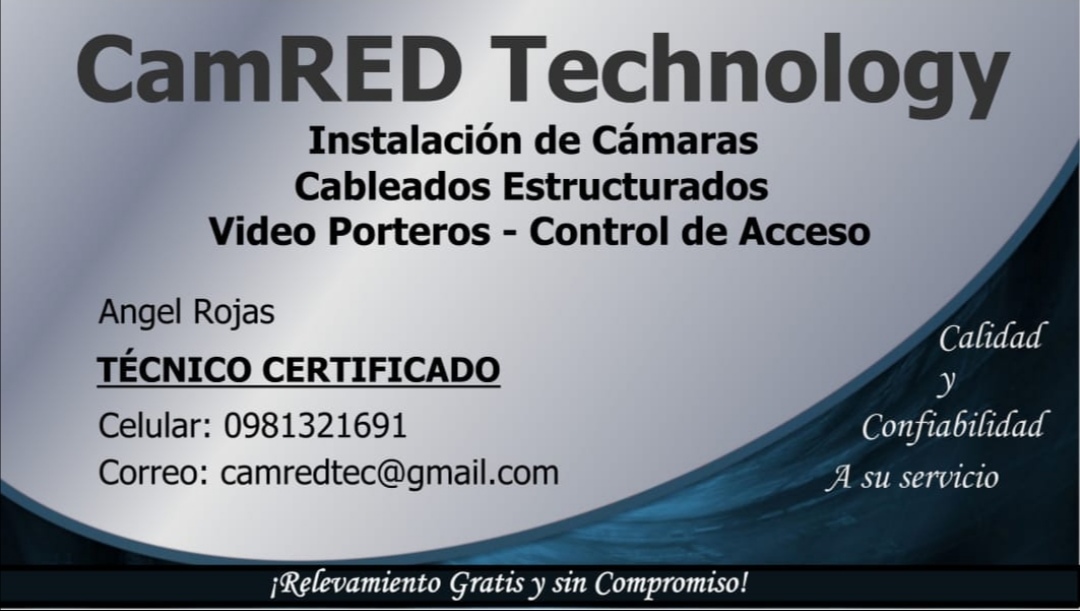 CamRED Technology
Instalación de Cámaras
Cableados Estructurados
Video Porteros - Control de Acceso
Angel Rojas
TÉCNICO CERTIFICADO
Celular: 0981321691
Correo: camredtec@gmail.com
Calidad
y
Confiabilidad
A su servicio
¡Relevamiento Gratis y sin Compromiso!